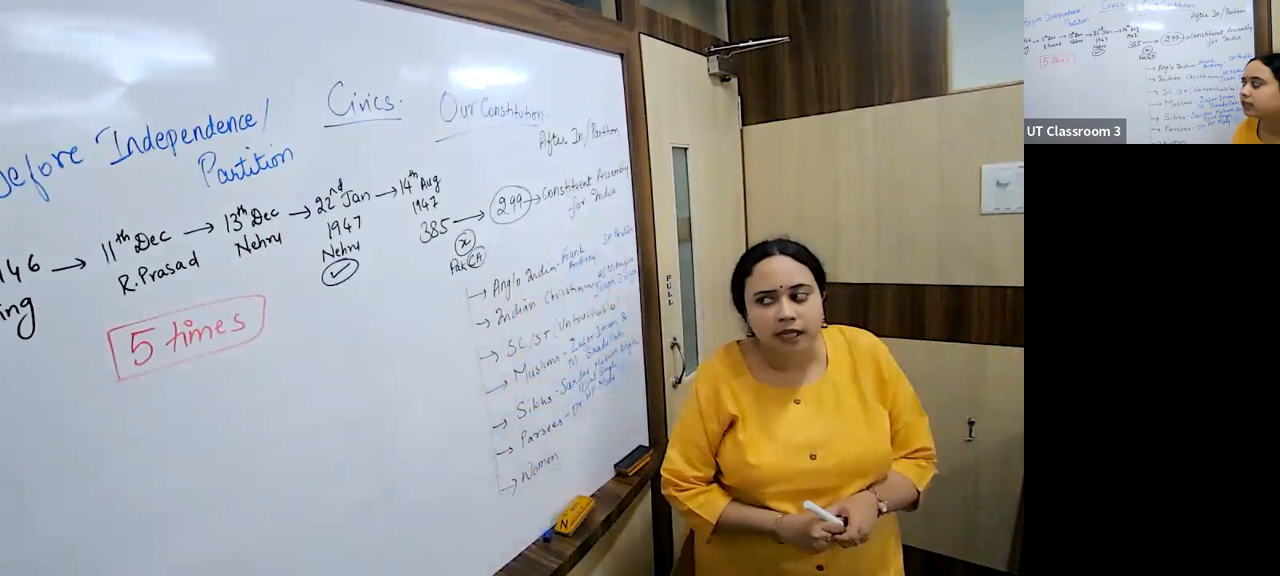 Civics.
Our Constitution.
Before Independence/
Partition
After In/Partition
11th Dec → 13th Dec → 22nd Jan → 14th Aug
R.Prasad
Nehru
1947
Nehru
1947
385 → 299 → Constituent Assembly
for India
Pak CA
5 times
→ Anglo Indian - Frank
Anthony
→ Indian Christians
→ SC/ST (Untouchables)
→ Muslims
→ Sikhs - Sardar
→ Parsees - Dr HP Modi
→ Women
PULL
UT Classroom 3